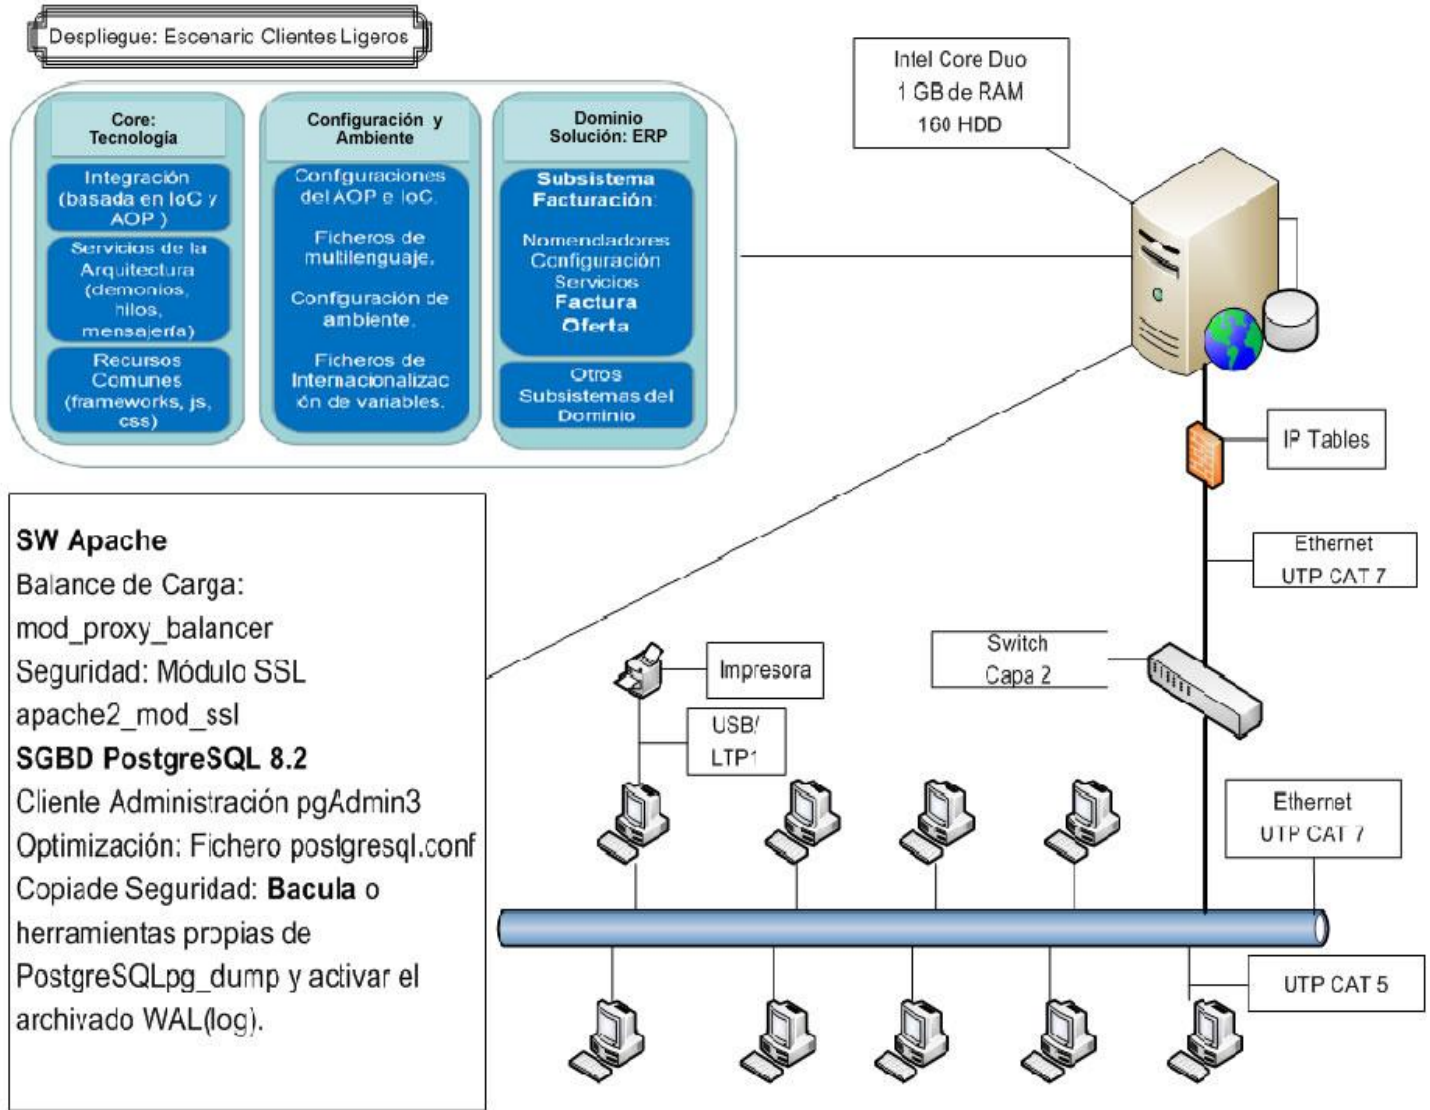 Despliegue: Escenario Clientes Ligeros
Core:
Tecnología
Integración
(basada en IoC y
AOP )
Servicios de la
Arquitectura
(demonios,
hilos,
mensajería)
Recursos
Comunes
(frameworks, js,
css)
Configuración y
Ambiente
Configuraciones
del AOP e IoC.
Ficheros de
multilenguaje.
Configuración de
ambiente.
Ficheros de
Internacionalizac
ión de variables.
Dominio
Solución: ERP
Subsistema
Facturación:
Nomencladores
Configuración
Servicios
Factura
Oferta
Otros
Subsistemas del
Dominio
Intel Core Duo
1 GB de RAM
160 HDD
IP Tables
Ethernet
UTP CAT 7
Switch
Capa 2
Impresora
USB/
LTP1
Ethernet
UTP CAT 7
UTP CAT 5
SW Apache
Balance de Carga:
mod_proxy_balancer
Seguridad: Módulo SSL
apache2_mod_ssl
SGBD PostgreSQL 8.2
Cliente Administración pgAdmin3
Optimización: Fichero postgresql.conf
Copiade Seguridad: Bacula o
herramientas propias de
PostgreSQLpg_dump y activar el
archivado WAL(log).